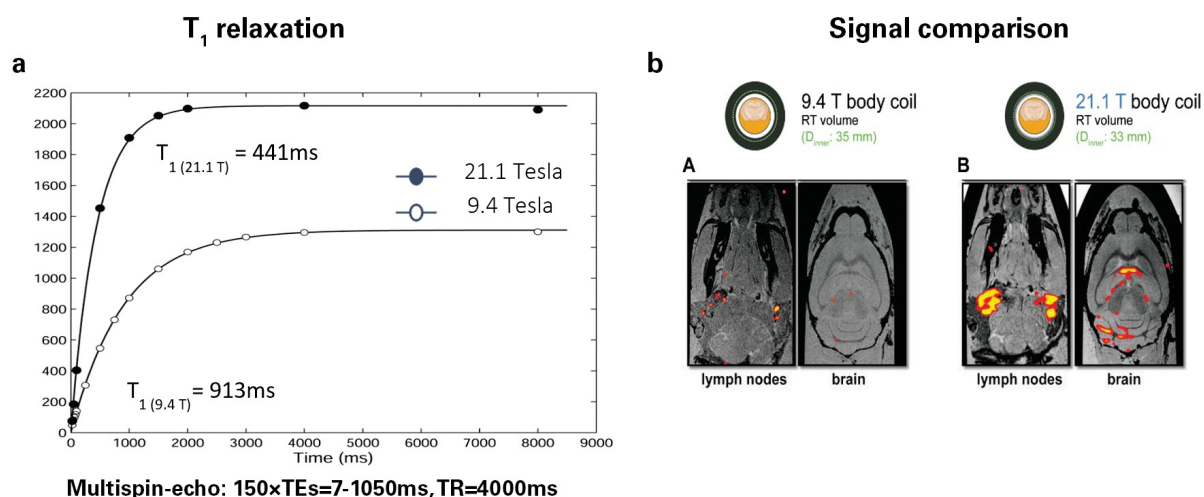 T1 relaxation
a
2200
2000
1800
1600
1400
1200
1000
800
600
400
200
0
T1 (21.1 T) = 441ms
21.1 Tesla
9.4 Tesla
T1 (9.4 T) = 913ms
0 1000 2000 3000 4000 5000 6000 7000 8000 9000
Time (ms)
Multispin-echo: 150×TEs=7-1050ms, TR=4000ms
Signal comparison
b
9.4 T body coil
RT volume
(Dinner: 35 mm)
21.1 T body coil
RT volume
(Dinner: 33 mm)
A
B
lymph nodes brain
lymph nodes brain